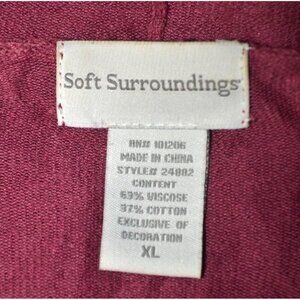 Soft Surroundings
RN# 101206
MADE IN CHINA
STYLE# 24882
CONTENT
63% VISCOSE
37% COTTON
EXCLUSIVE OF
DECORATION
XL